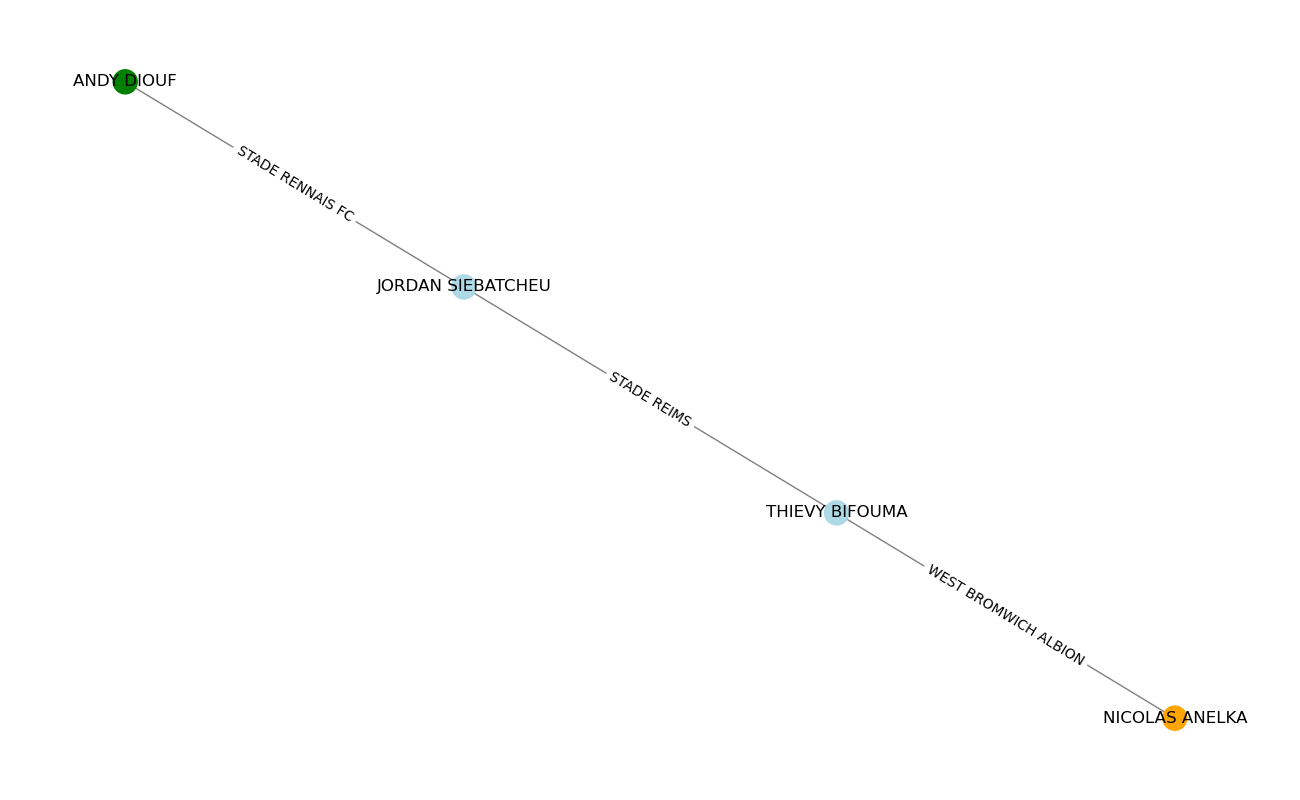 ANDY DIOUF
STADE RENNAIS FC
JORDAN SIEBATCHEU
STADE REIMS
THIEVY BIFOUMA
WEST BROMWICH ALBION
NICOLAS ANELKA